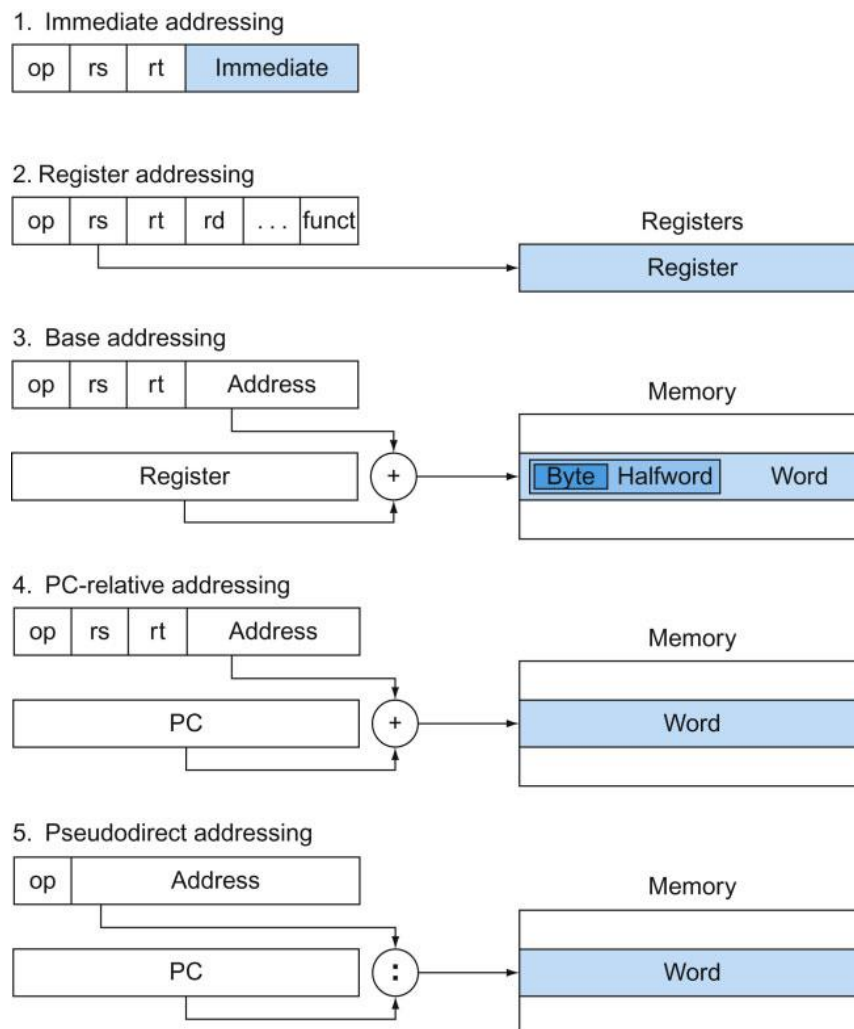 1. Immediate addressing
op rs rt Immediate
2. Register addressing
op rs rt rd . . . funct
Registers
Register
3. Base addressing
op rs rt Address
Memory
Register + Byte Halfword Word
4. PC-relative addressing
op rs rt Address
Memory
PC + Word
5. Pseudodirect addressing
op Address
Memory
PC : Word